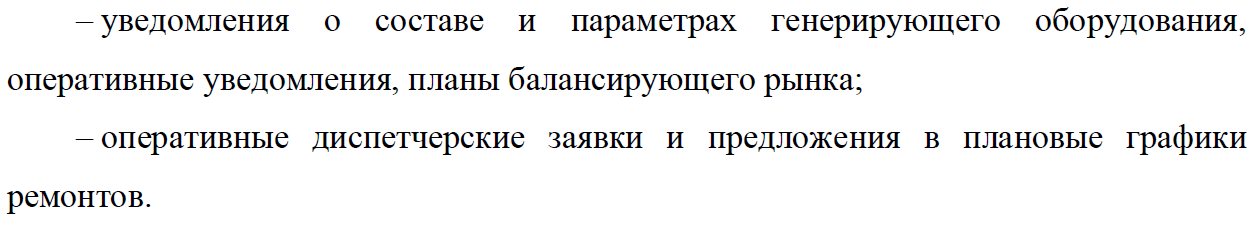 – уведомления о составе и параметрах генерирующего оборудования,
оперативные уведомления, планы балансирующего рынка;
– оперативные диспетчерские заявки и предложения в плановые графики
ремонтов.